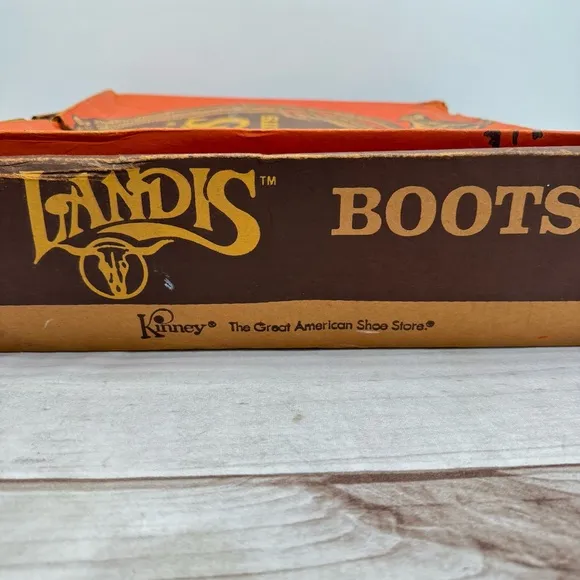 LANDIS™ BOOTS
Kinney® The Great American Shoe Store.®